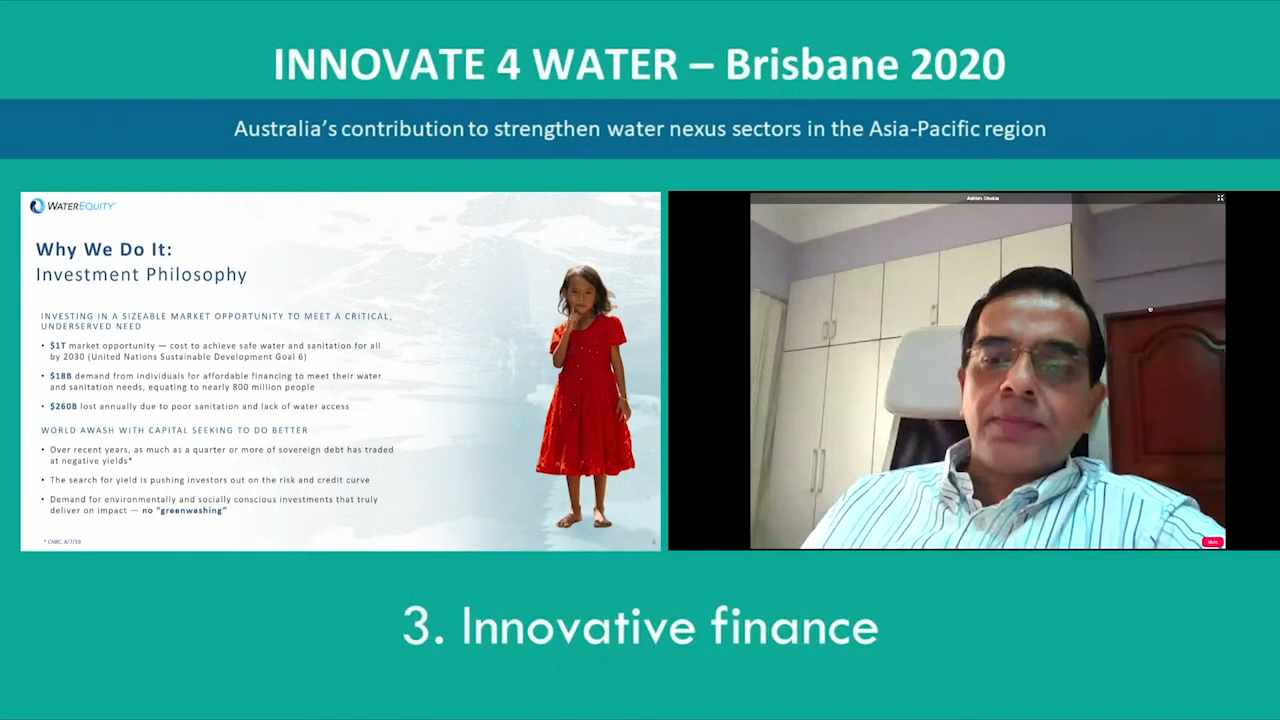 INNOVATE 4 WATER – Brisbane 2020
Australia's contribution to strengthen water nexus sectors in the Asia-Pacific region
WATEREQUITY
Why We Do It:
Investment Philosophy
INVESTING IN A SIZEABLE MARKET OPPORTUNITY TO MEET A CRITICAL,
UNDERSERVED NEED
• $1T market opportunity — cost to achieve safe water and sanitation for all
by 2030 (United Nations Sustainable Development Goal 6)
• $18B demand from individuals for affordable financing to meet their water
and sanitation needs, equating to nearly 800 million people
• $260B lost annually due to poor sanitation and lack of water access
WORLD AWASH WITH CAPITAL SEEKING TO DO BETTER
• Over recent years, as much as a quarter or more of sovereign debt has traded
at negative yields*
• The search for yield is pushing investors out on the risk and credit curve
• Demand for environmentally and socially conscious investments that truly
deliver on impact — no "greenwashing"
* CNBC, 8/7/19
4
Ashish Shukla
3. Innovative finance